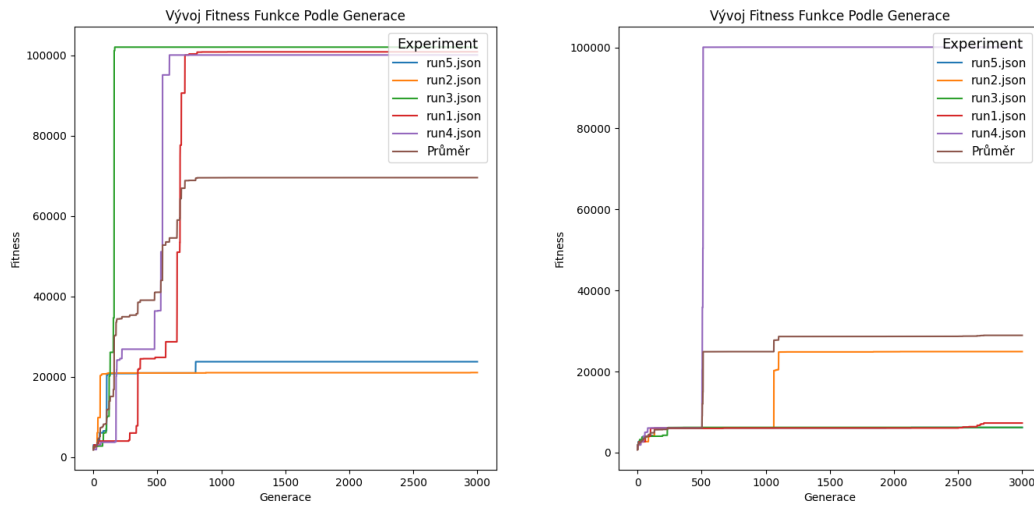 Vývoj Fitness Funkce Podle Generace
100000
80000
60000
40000
20000
0
Fitness
0
500
1000
1500
2000
2500
3000
Generace
Experiment
run5.json
run2.json
run3.json
run1.json
run4.json
Průměr
Vývoj Fitness Funkce Podle Generace
100000
80000
60000
40000
20000
0
Fitness
0
500
1000
1500
2000
2500
3000
Generace
Experiment
run5.json
run2.json
run3.json
run1.json
run4.json
Průměr